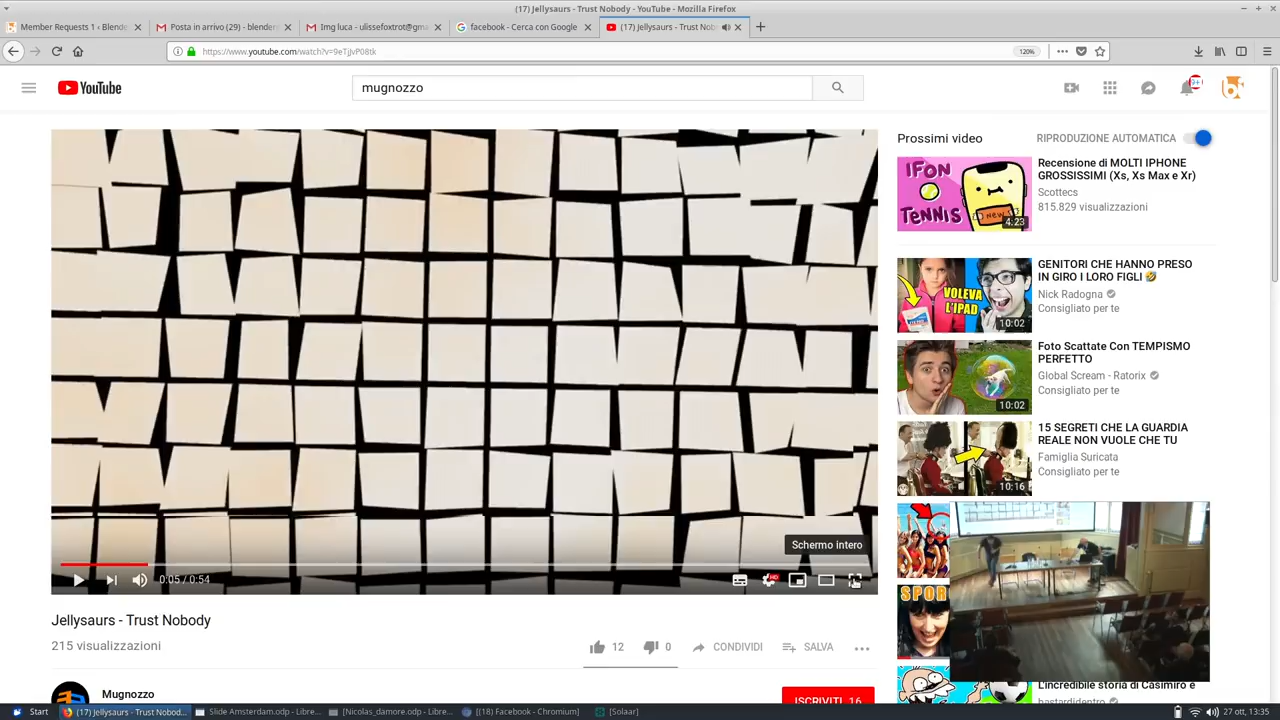 (17) Jellysaurs - Trust Nobody - YouTube - Mozilla Firefox
Member Requests 1 ‹ Blende
Posta in arrivo (29) - blender
Img luca - ulissefoxtrot@gma
facebook - Cerca con Google
(17) Jellysaurs - Trust Nob
https://www.youtube.com/watch?v=9eTjJvP08tk
120%
YouTube
mugnozzo
9+
Prossimi video
RIPRODUZIONE AUTOMATICA
IFON
TENNIS
NEW
4:23
Recensione di MOLTI IPHONE
GROSSISSIMI (Xs, Xs Max e Xr)
Scottecs
815.829 visualizzazioni
VOLEVA
L'IPAD
10:02
GENITORI CHE HANNO PRESO
IN GIRO I LORO FIGLI 🤣
Nick Radogna
Consigliato per te
10:02
Foto Scattate Con TEMPISMO
PERFETTO
Global Scream - Ratorix
Consigliato per te
10:16
15 SEGRETI CHE LA GUARDIA
REALE NON VUOLE CHE TU
Famiglia Suricata
Consigliato per te
SPOR
L'incredibile storia di Casimiro e
bastardidentro
Schermo intero
0:05 / 0:54
HD
Jellysaurs - Trust Nobody
215 visualizzazioni
12
0
CONDIVIDI
SALVA
Mugnozzo
ISCRIVITI 16
Start
(17) Jellysaurs - Trust Nobod...
Slide Amsterdam.odp - Libre...
[Nicolas_damore.odp - Libre...
[(18) Facebook - Chromium]
[Solaar]
27 ott, 13:35